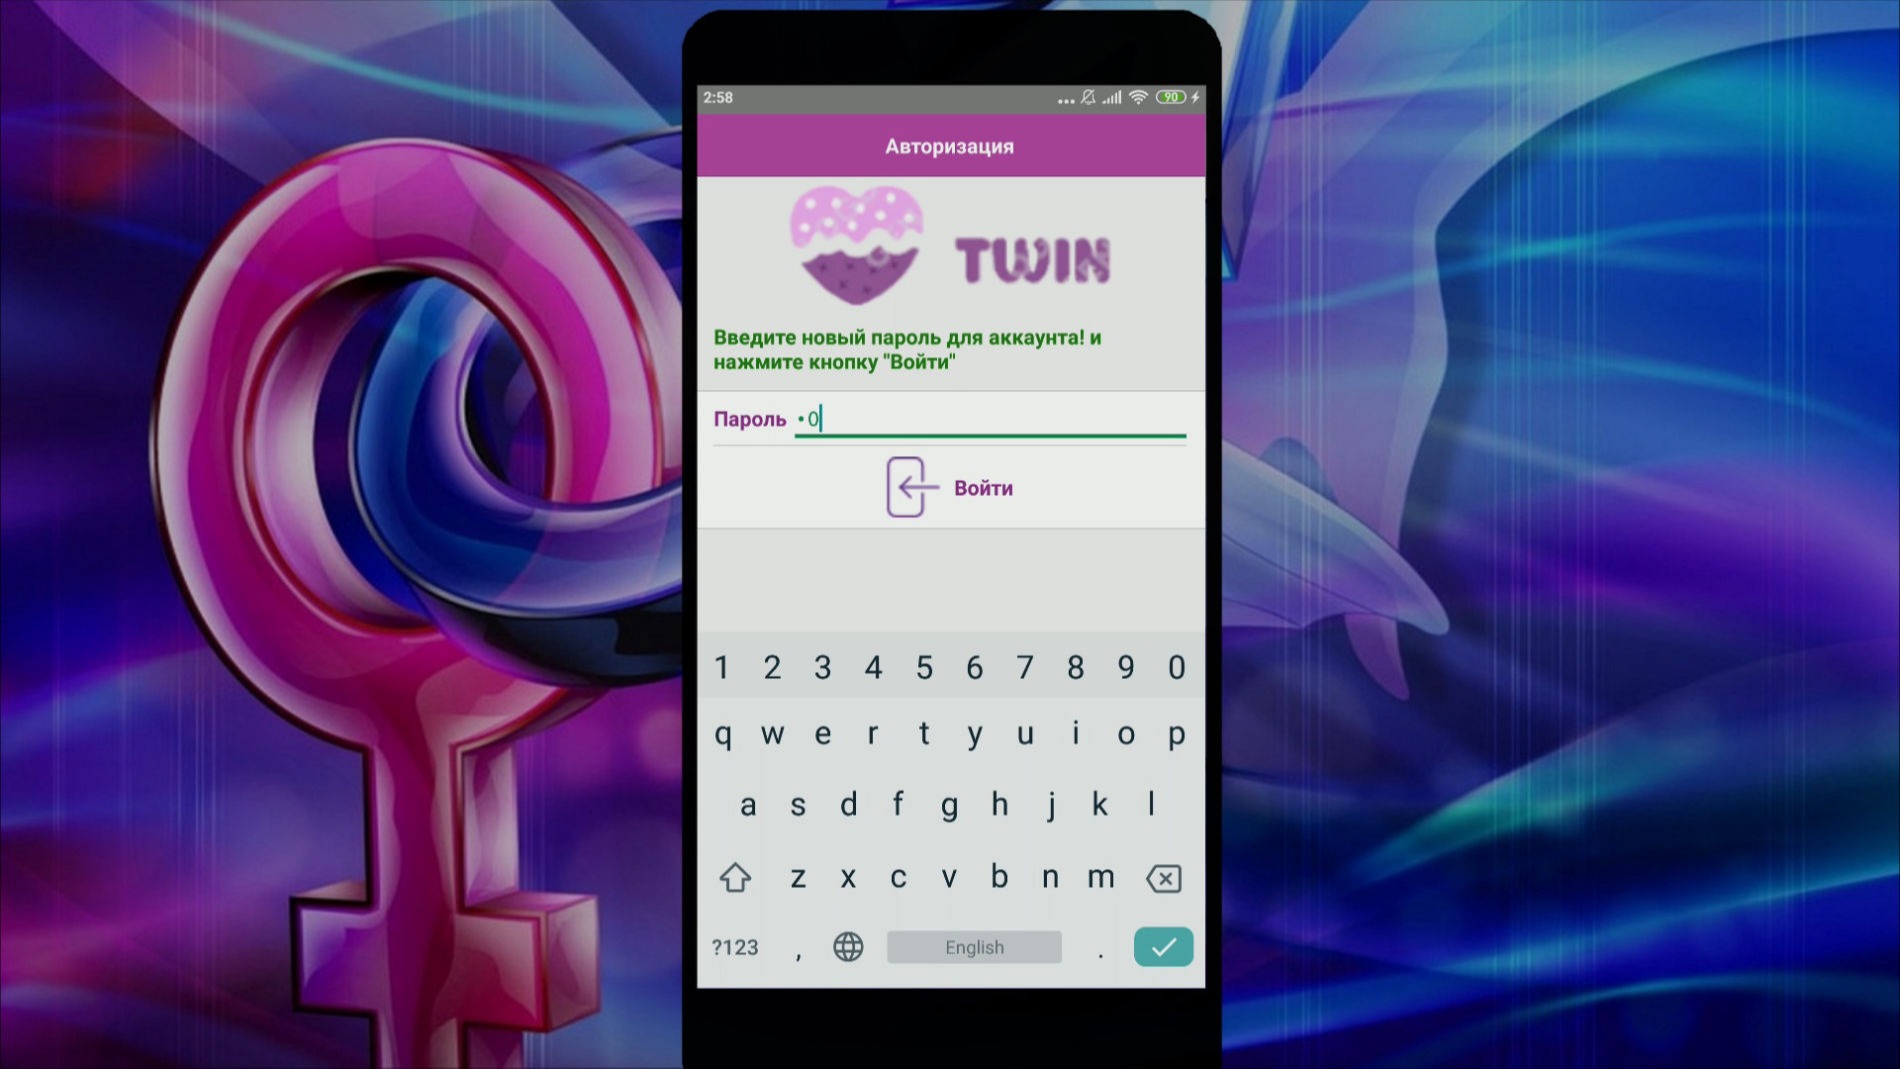 2:58
90
Авторизация
TWIN
Введите новый пароль для аккаунта! и
нажмите кнопку "Войти"
Пароль •0
Войти
1 2 3 4 5 6 7 8 9 0
q w e r t y u i o p
a s d f g h j k l
z x c v b n m
?123 , English .